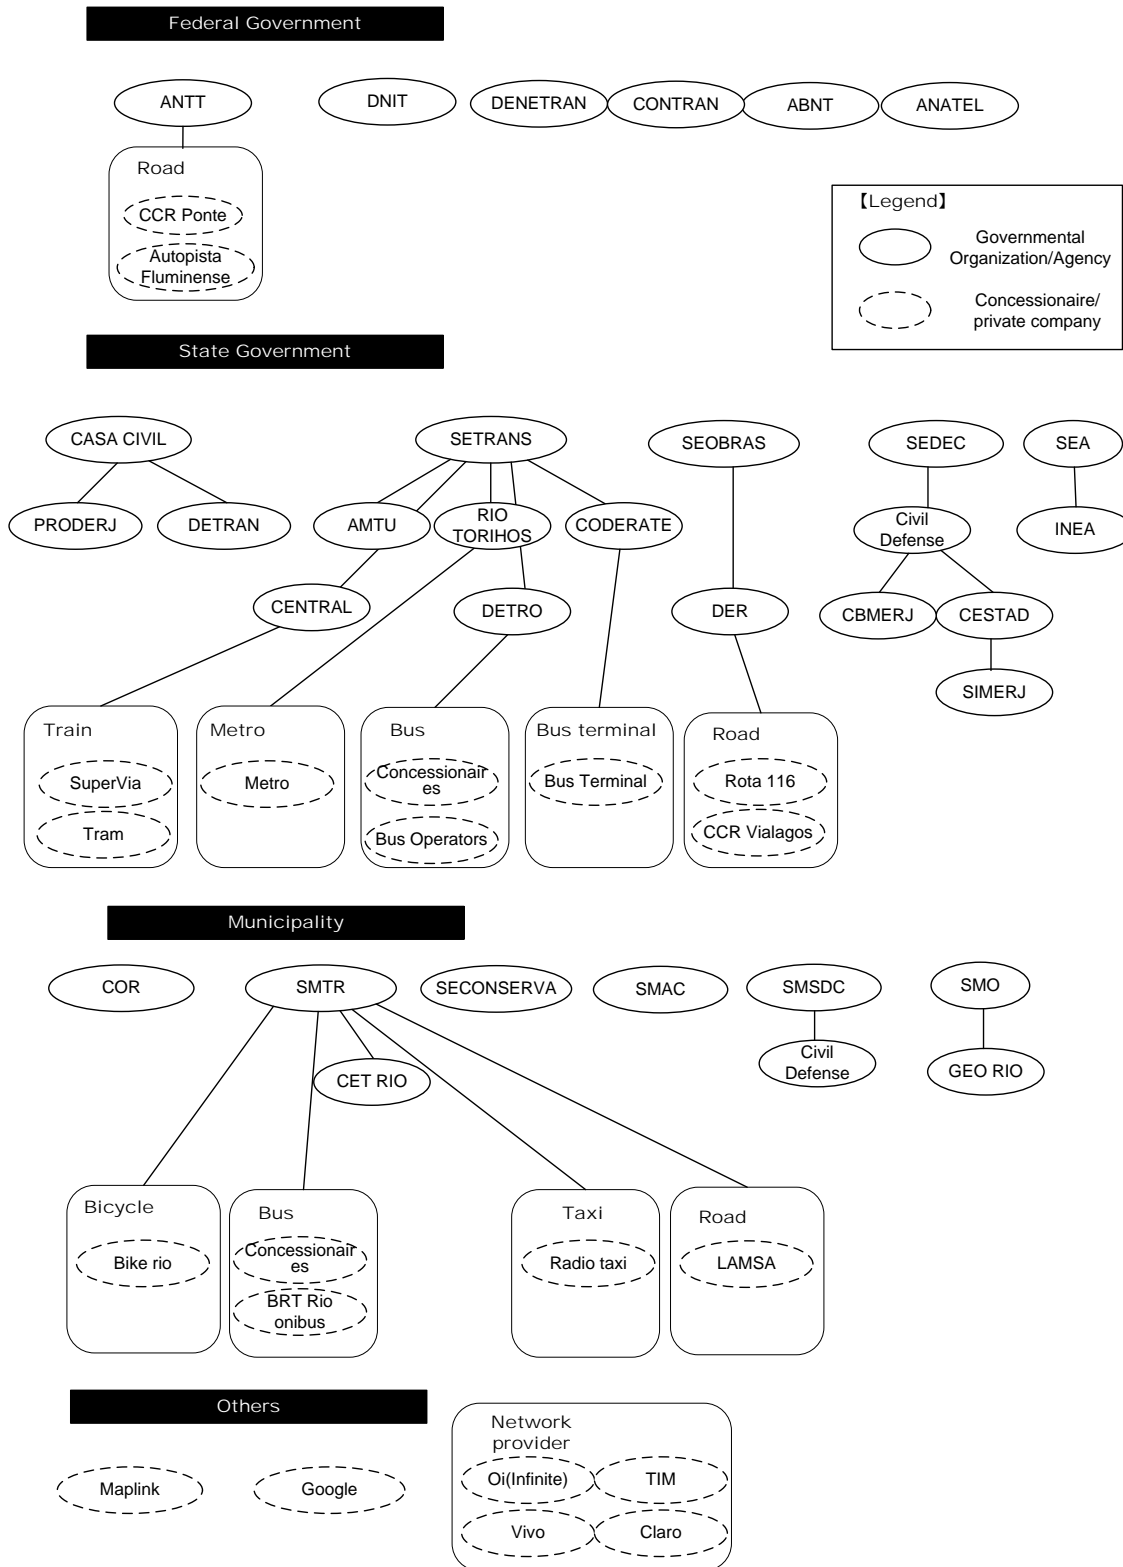 Federal Government
ANTT
DNIT
DENETRAN
CONTRAN
ABNT
ANATEL
Road
CCR Ponte
Autopista
Fluminense
【Legend】
Governmental
Organization/Agency
Concessionaire/
private company
State Government
CASA CIVIL
SETRANS
SEOBRAS
SEDEC
SEA
PRODERJ
DETRAN
AMTU
RIO
TORIHOS
CODERATE
Civil
Defense
INEA
CENTRAL
DETRO
DER
CBMERJ
CESTAD
SIMERJ
Train
SuperVia
Tram
Metro
Metro
Bus
Concessionair
es
Bus Operators
Bus terminal
Bus Terminal
Road
Rota 116
CCR Vialagos
Municipality
COR
SMTR
SECONSERVA
SMAC
SMSDC
SMO
CET RIO
Civil
Defense
GEO RIO
Bicycle
Bike rio
Bus
Concessionair
es
BRT Rio
onibus
Taxi
Radio taxi
Road
LAMSA
Others
Maplink
Google
Network
provider
Oi(Infinite)
TIM
Vivo
Claro